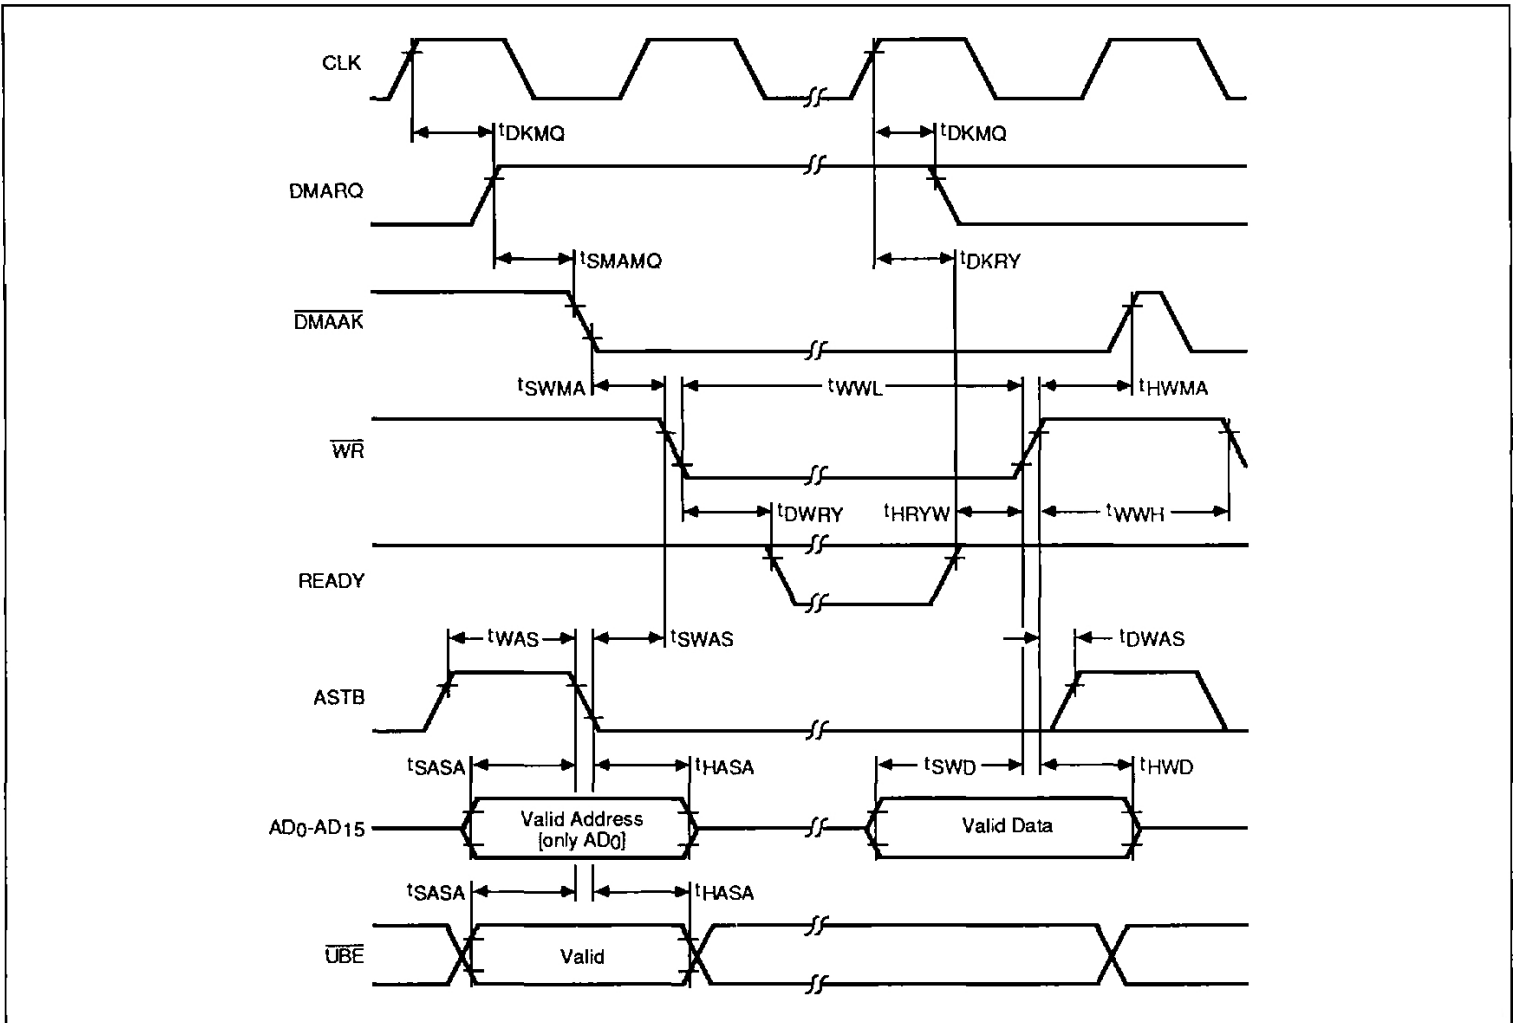 CLK
tDKMQ tDKMQ
DMARQ
tSMAMQ tDKRY
DMAAK
tSWMA tWWL tHWMA
WR
tDWRY tHRYW tWWH
READY
tWAS tSWAS tDWAS
ASTB
tSASA tHASA tSWD tHWD
AD0-AD15 Valid Address Valid Data
[only AD0]
tSASA tHASA
UBE Valid